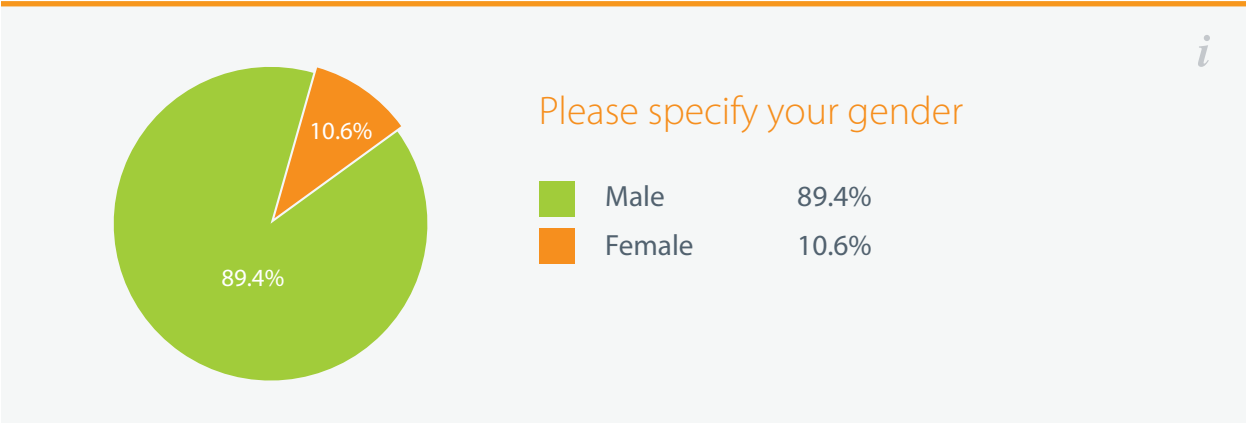 i
Please specify your gender
10.6%
89.4%
Male 89.4%
Female 10.6%